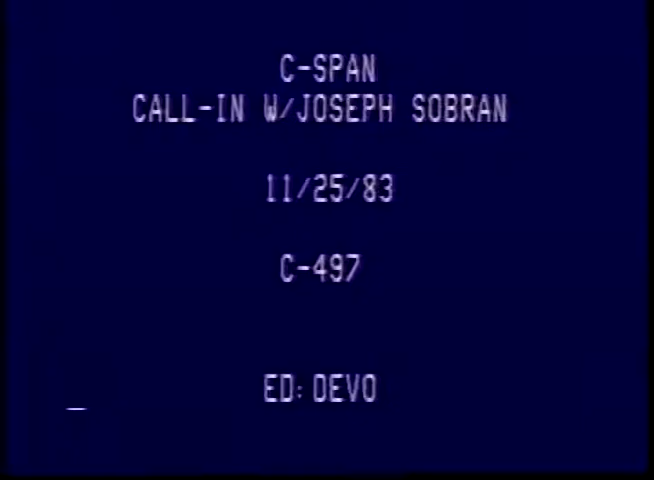 C-SPAN
CALL-IN W/JOSEPH SOBRAN
11/25/83
C-497
ED: DEVO